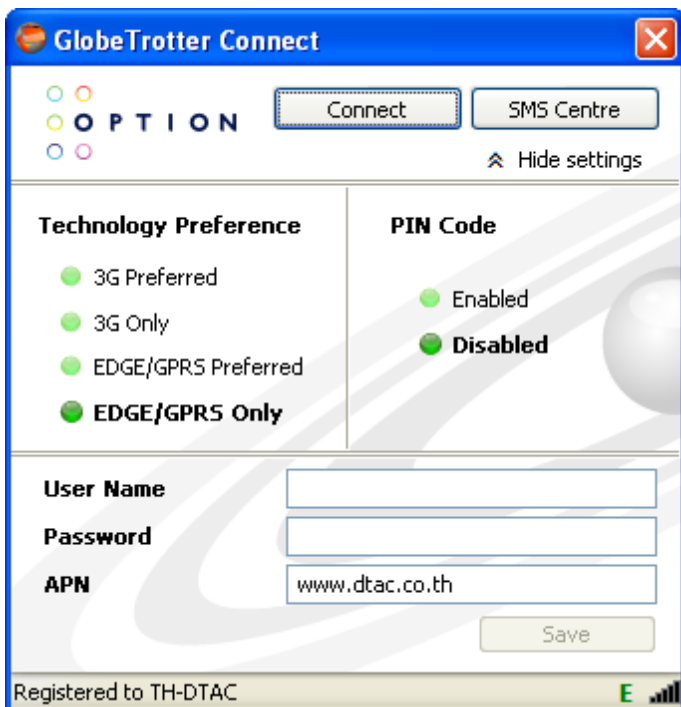 GlobeTrotter Connect
OPTION
Connect
SMS Centre
Hide settings
Technology Preference
3G Preferred
3G Only
EDGE/GPRS Preferred
EDGE/GPRS Only
PIN Code
Enabled
Disabled
User Name
Password
APN www.dtac.co.th
Save
Registered to TH-DTAC E